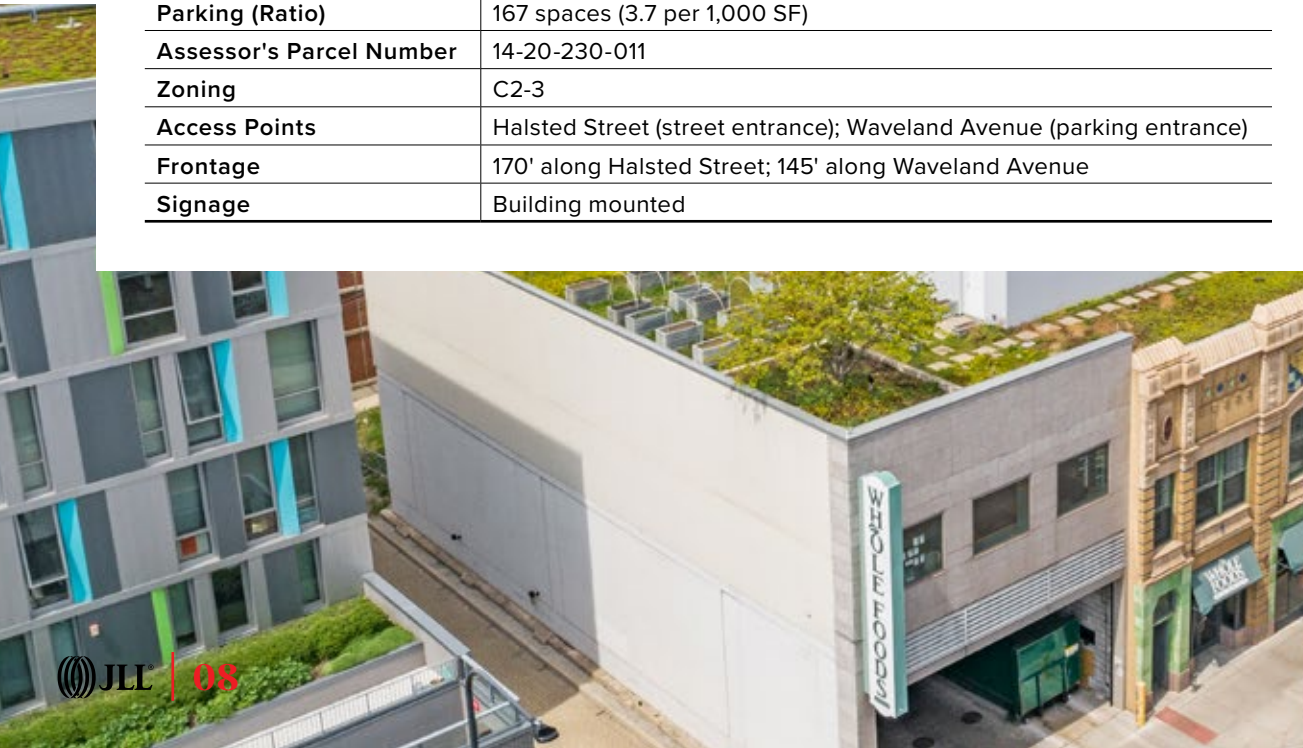 Parking (Ratio) 167 spaces (3.7 per 1,000 SF)
Assessor's Parcel Number 14-20-230-011
Zoning C2-3
Access Points Halsted Street (street entrance); Waveland Avenue (parking entrance)
Frontage 170' along Halsted Street; 145' along Waveland Avenue
Signage Building mounted
WHOLE FOODS
WHOLE
FOODS
JLL | 08